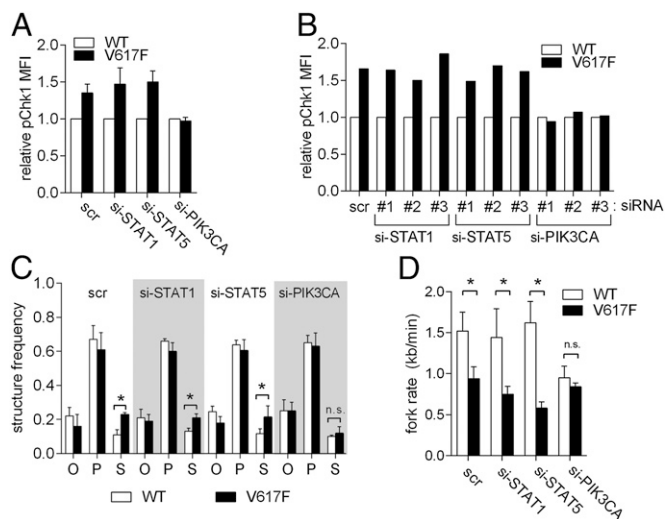 A
WT
V617F
relative pChk1 MFI
2.0
1.5
1.0
0.5
0.0
scr
si-STAT1
si-STAT5
si-PIK3CA
B
WT
V617F
relative pChk1 MFI
2.0
1.5
1.0
0.5
0.0
scr #1 #2 #3 #1 #2 #3 #1 #2 #3 : siRNA
si-STAT1 si-STAT5 si-PIK3CA
C
scr si-STAT1 si-STAT5 si-PIK3CA
structure frequency
0.8
0.6
0.4
0.2
0.0
* * * n.s.
O P S O P S O P S O P S
WT V617F
D
WT
V617F
fork rate (kb/min)
2.0
1.5
1.0
0.5
0.0
* * * n.s.
scr
si-STAT1
si-STAT5
si-PIK3CA